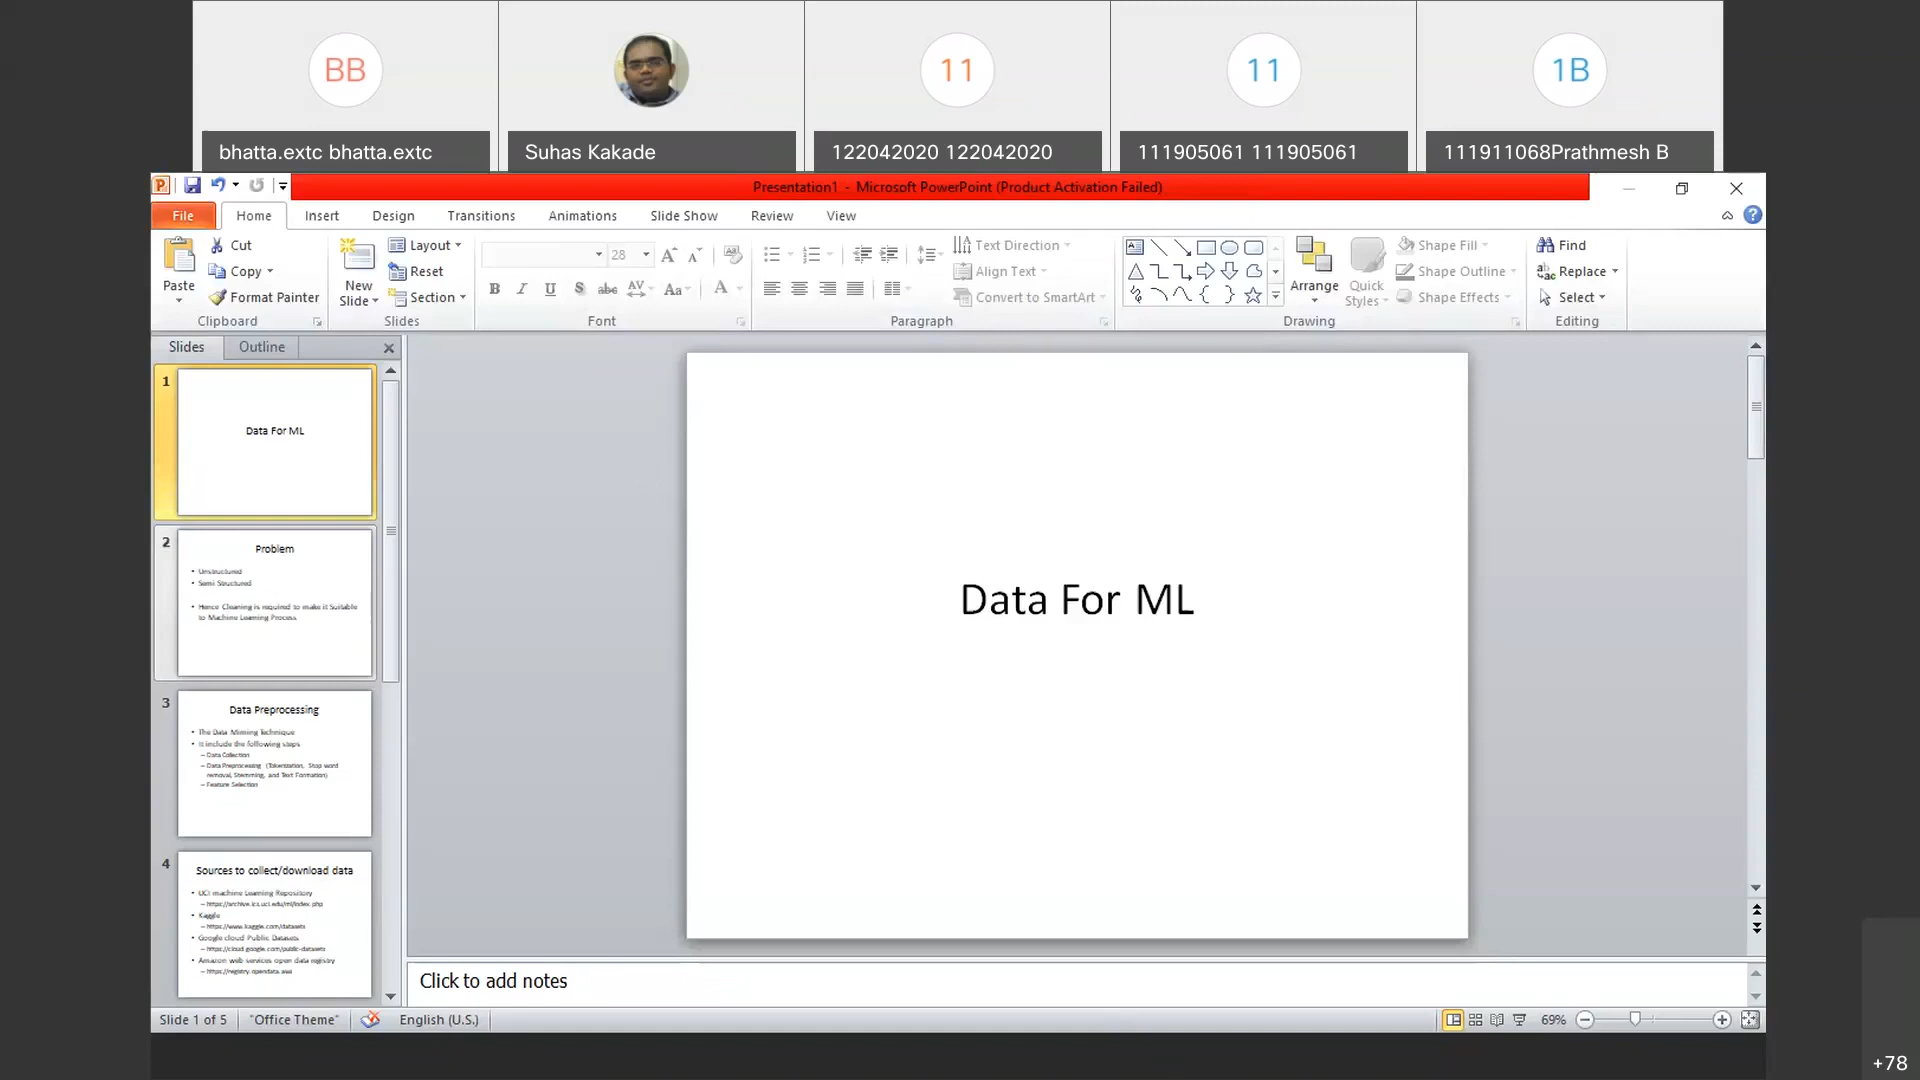 BB
11
11
1B
bhatta.extc bhatta.extc
Suhas Kakade
122042020 122042020
111905061 111905061
111911068Prathmesh B
Presentation1 - Microsoft PowerPoint (Product Activation Failed)
File Home Insert Design Transitions Animations Slide Show Review View
Paste
Cut
Copy
Format Painter
Clipboard
New
Slide
Layout
Reset
Section
Slides
28
B I U S abc AV Aa A
Font
Text Direction
Align Text
Convert to SmartArt
Paragraph
Arrange
Quick
Styles
Shape Fill
Shape Outline
Shape Effects
Drawing
Find
Replace
Select
Editing
Slides Outline
1
Data For ML
2
Problem
• Unstructured
• Semi Structured
• Hence Cleaning is required to make it Suitable
to Machine Learning Process
3
Data Preprocessing
• The Data Mining Technique
• It include the following steps
– Data Collection
– Data Preprocessing (Tokenization, Stop word
removal, Stemming, and Text Formation)
– Feature Selection
4
Sources to collect/download data
• UCI machine Learning Repository
– https://archive.ics.uci.edu/ml/index.php
• Kaggle
– https://www.kaggle.com/datasets
• Google cloud Public Datasets
– https://cloud.google.com/public-datasets
• Amazon web services open data registry
– https://registry.opendata.aws
Data For ML
Click to add notes
Slide 1 of 5 "Office Theme" English (U.S.)
69%
+78